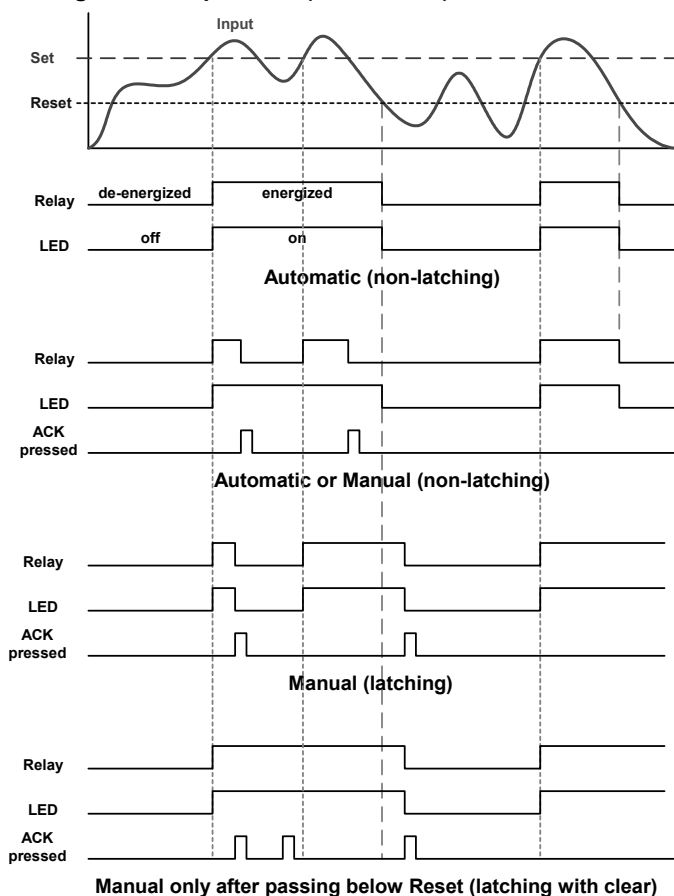 Input
Set
Reset
Relay de-energized energized
LED off on
Automatic (non-latching)
Relay
LED
ACK
pressed
Automatic or Manual (non-latching)
Relay
LED
ACK
pressed
Manual (latching)
Relay
LED
ACK
pressed
Manual only after passing below Reset (latching with clear)